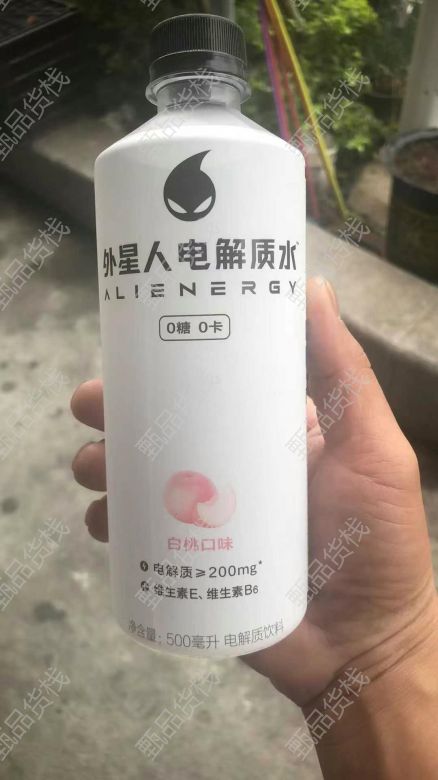 外星人电解质水
ALIENERGY
0糖 0卡
白桃口味
电解质≥200mg*
维生素E、维生素B6
净含量: 500毫升 电解质饮料
甄品货栈